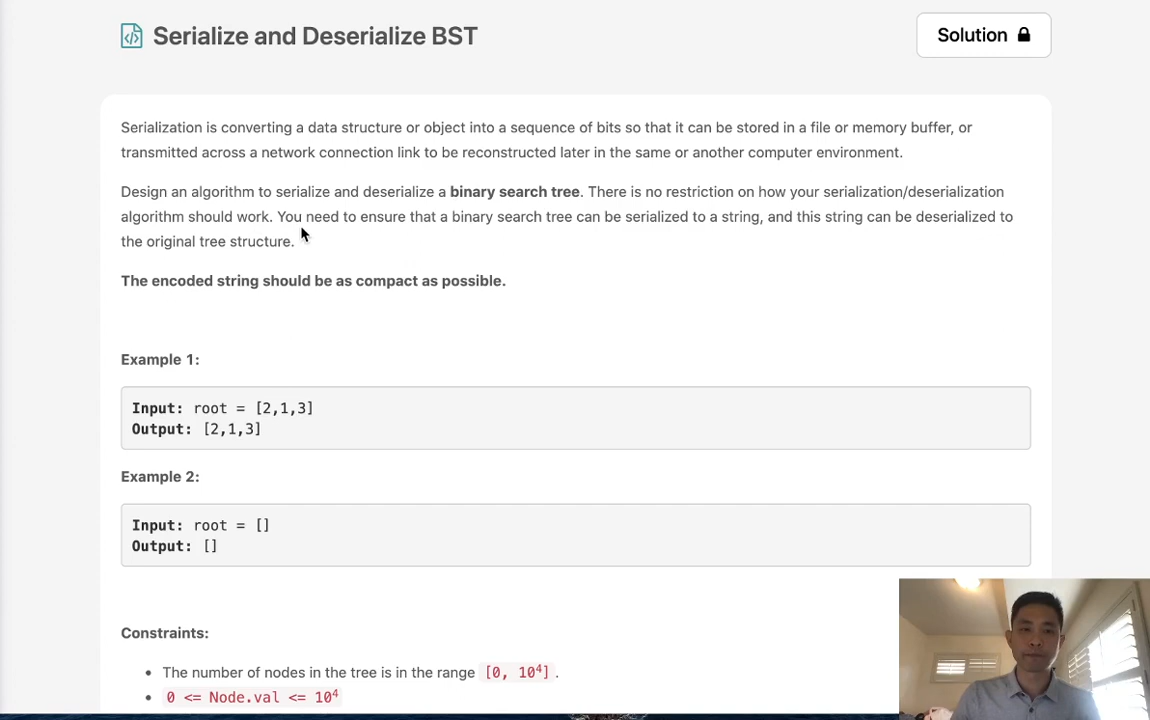 Serialize and Deserialize BST
Solution
Serialization is converting a data structure or object into a sequence of bits so that it can be stored in a file or memory buffer, or
transmitted across a network connection link to be reconstructed later in the same or another computer environment.
Design an algorithm to serialize and deserialize a binary search tree. There is no restriction on how your serialization/deserialization
algorithm should work. You need to ensure that a binary search tree can be serialized to a string, and this string can be deserialized to
the original tree structure.
The encoded string should be as compact as possible.
Example 1:
Input: root = [2,1,3]
Output: [2,1,3]
Example 2:
Input: root = []
Output: []
Constraints:
• The number of nodes in the tree is in the range [0, 10⁴].
• 0 <= Node.val <= 10⁴